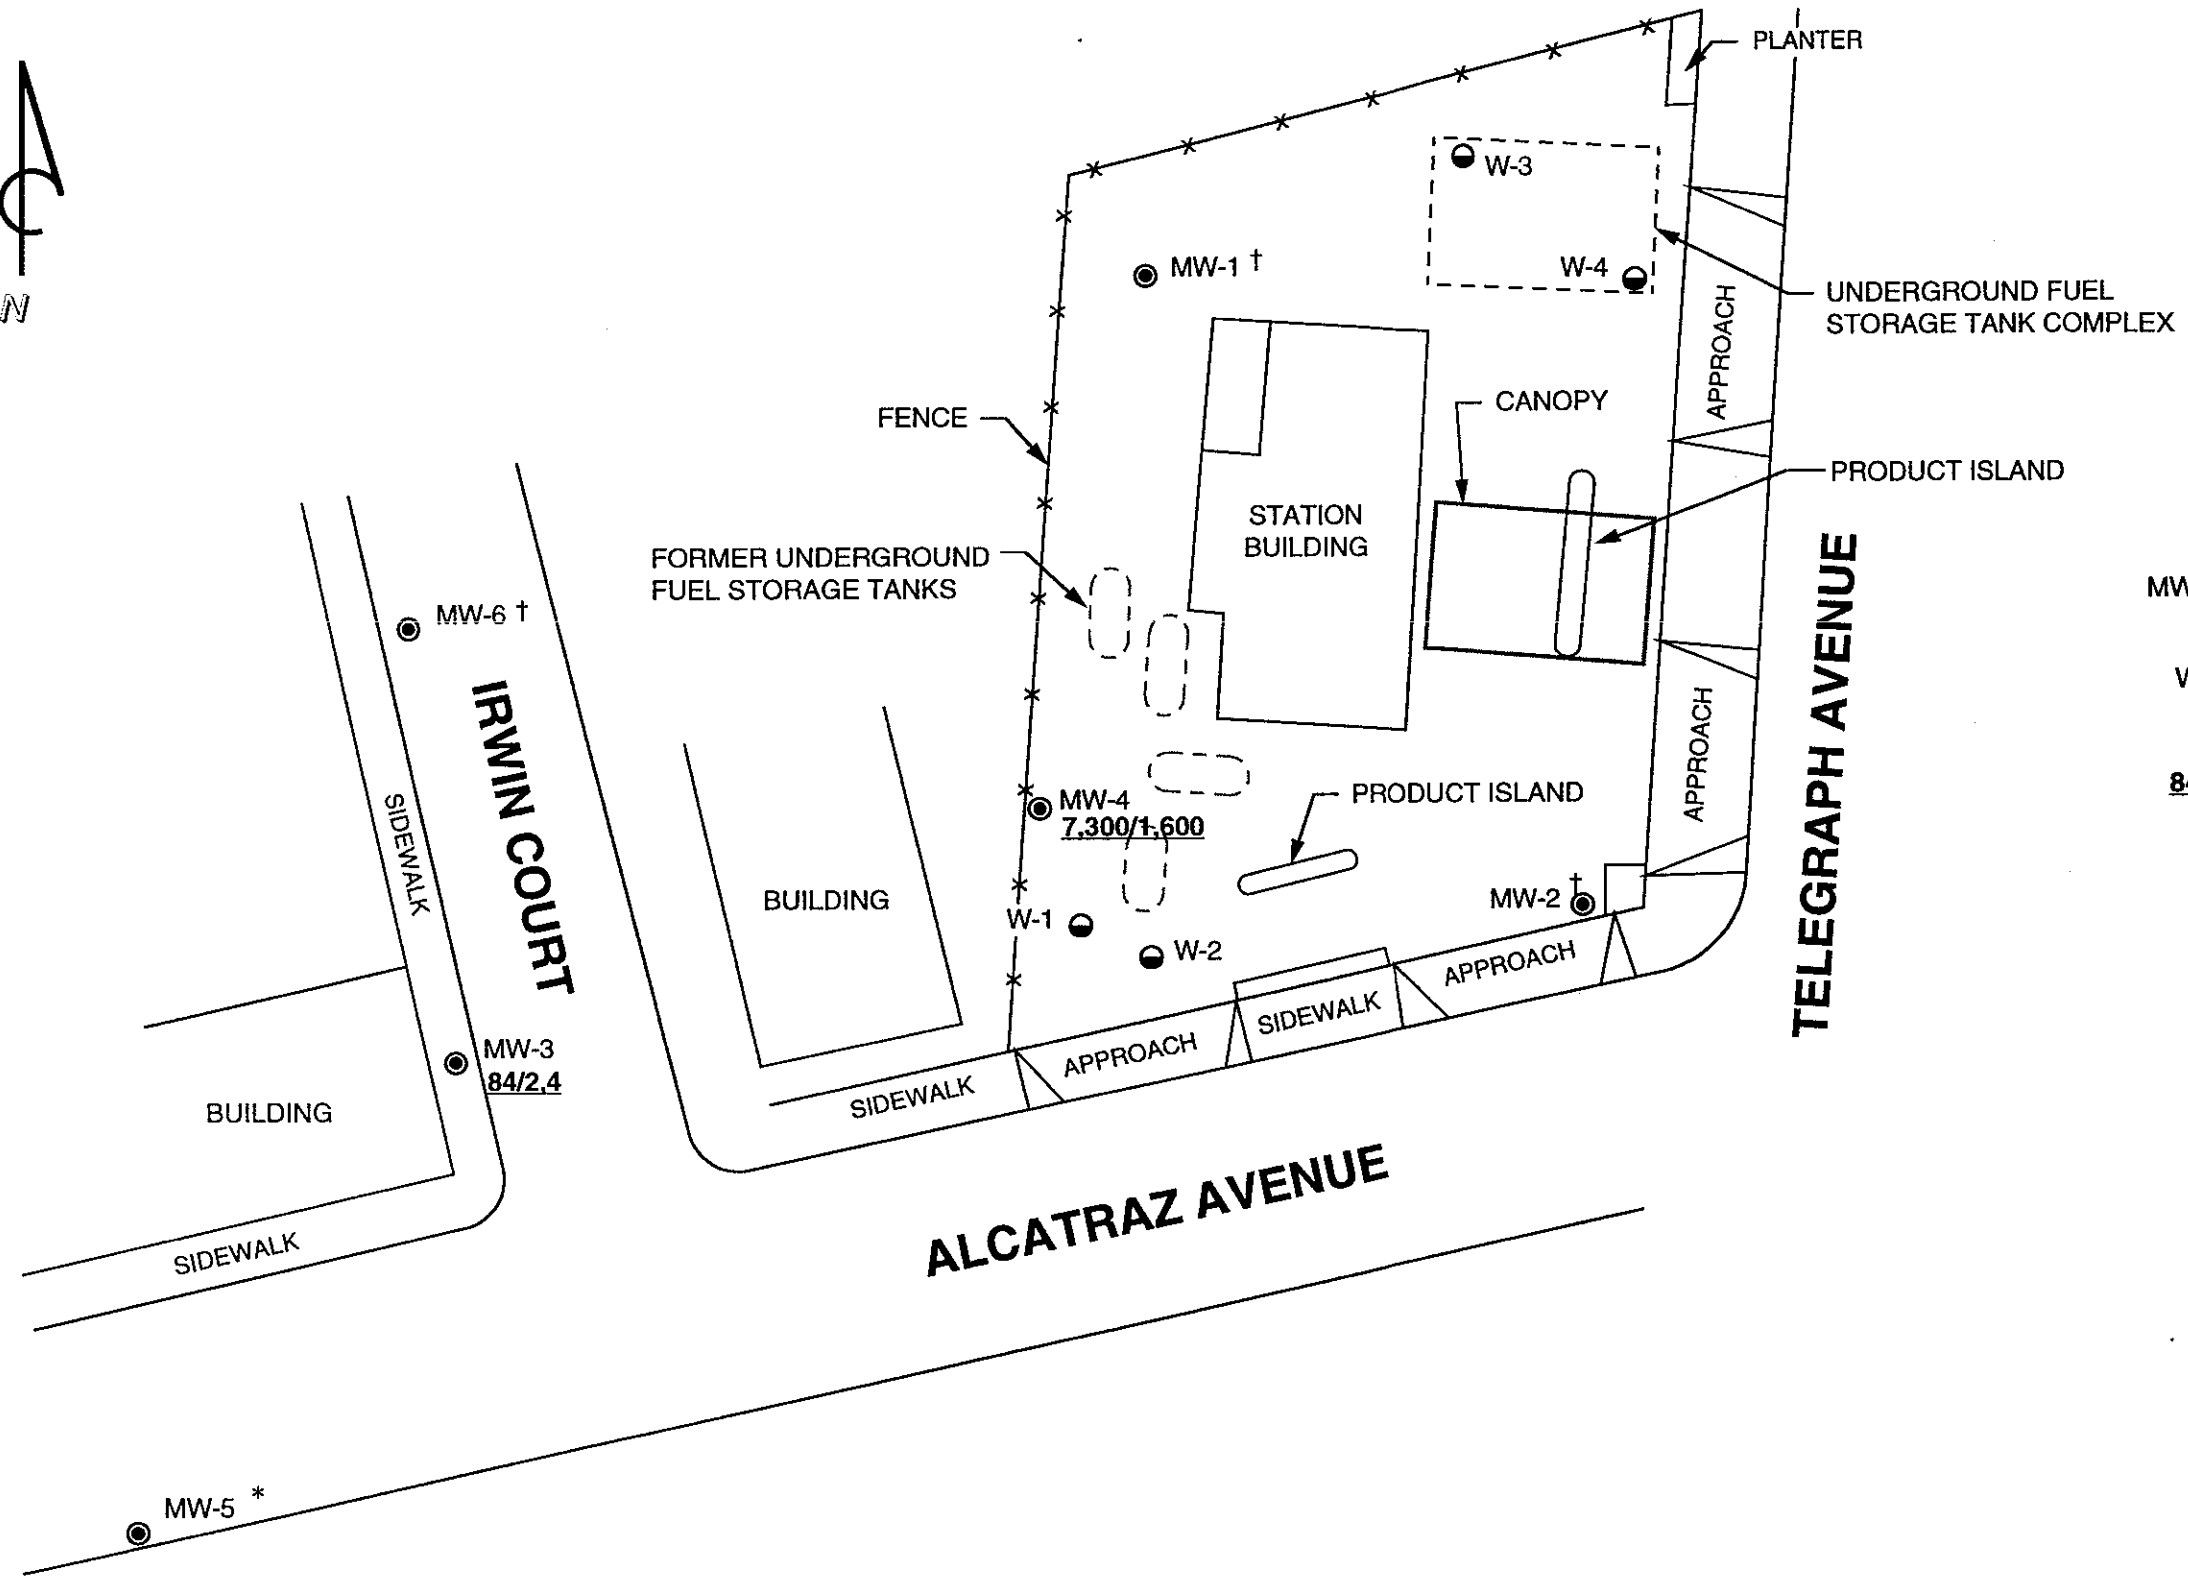 PLANTER
W-3
MW-1 †
W-4
UNDERGROUND FUEL
STORAGE TANK COMPLEX
N
APPROACH
FENCE
CANOPY
PRODUCT ISLAND
STATION
BUILDING
FORMER UNDERGROUND
FUEL STORAGE TANKS
MW-6 †
IRWIN COURT
SIDEWALK
TELEGRAPH AVENUE
MW
APPROACH
PRODUCT ISLAND
MW-4
7,300/1,600
BUILDING
MW-2 †
W-1
W-2
APPROACH
SIDEWALK
APPROACH
SIDEWALK
MW-3
84/2.4
BUILDING
SIDEWALK
ALCATRAZ AVENUE
MW-5 *